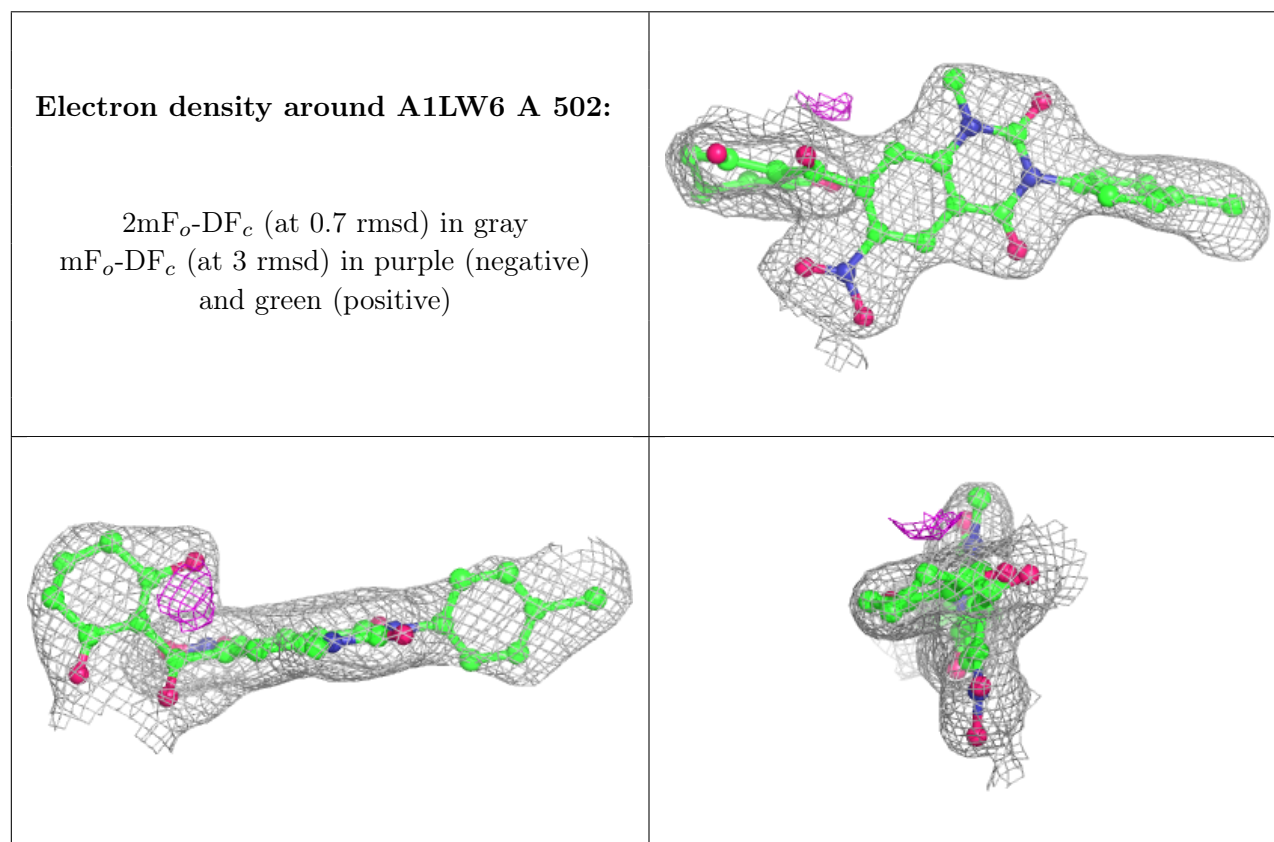 Electron density around A1LW6 A 502:
2mFo-DFc (at 0.7 rmsd) in gray
mFo-DFc (at 3 rmsd) in purple (negative)
and green (positive)